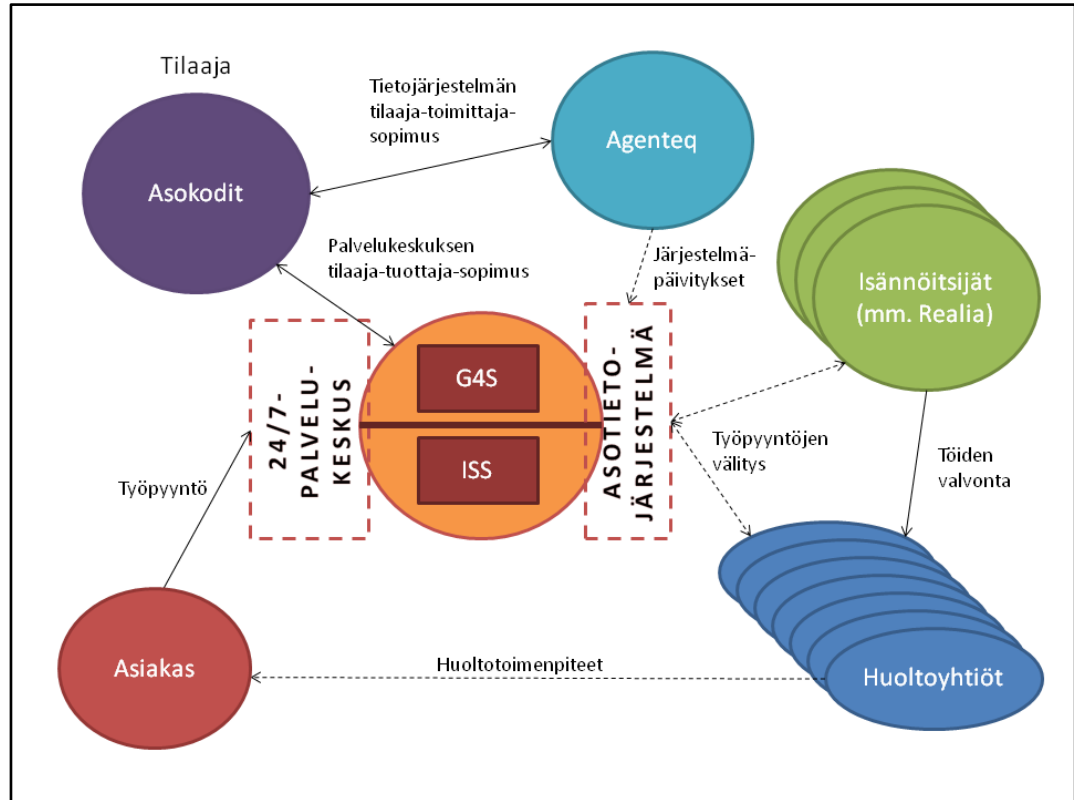 Tilaaja
Asokodit
Tietojärjestelmän
tilaaja-toimittaja-
sopimus
Agenteq
Palvelukeskuksen
tilaaja-tuottaja-sopimus
Järjestelmä-
päivitykset
Isännöitsijät
(mm. Realia)
24/7-
PALVELU-
KESKUS
G4S
ISS
ASOTIETO-
JÄRJESTELMÄ
Työpyyntöjen
välitys
Töiden
valvonta
Työpyyntö
Asiakas
Huoltotoimenpiteet
Huoltoyhtiöt